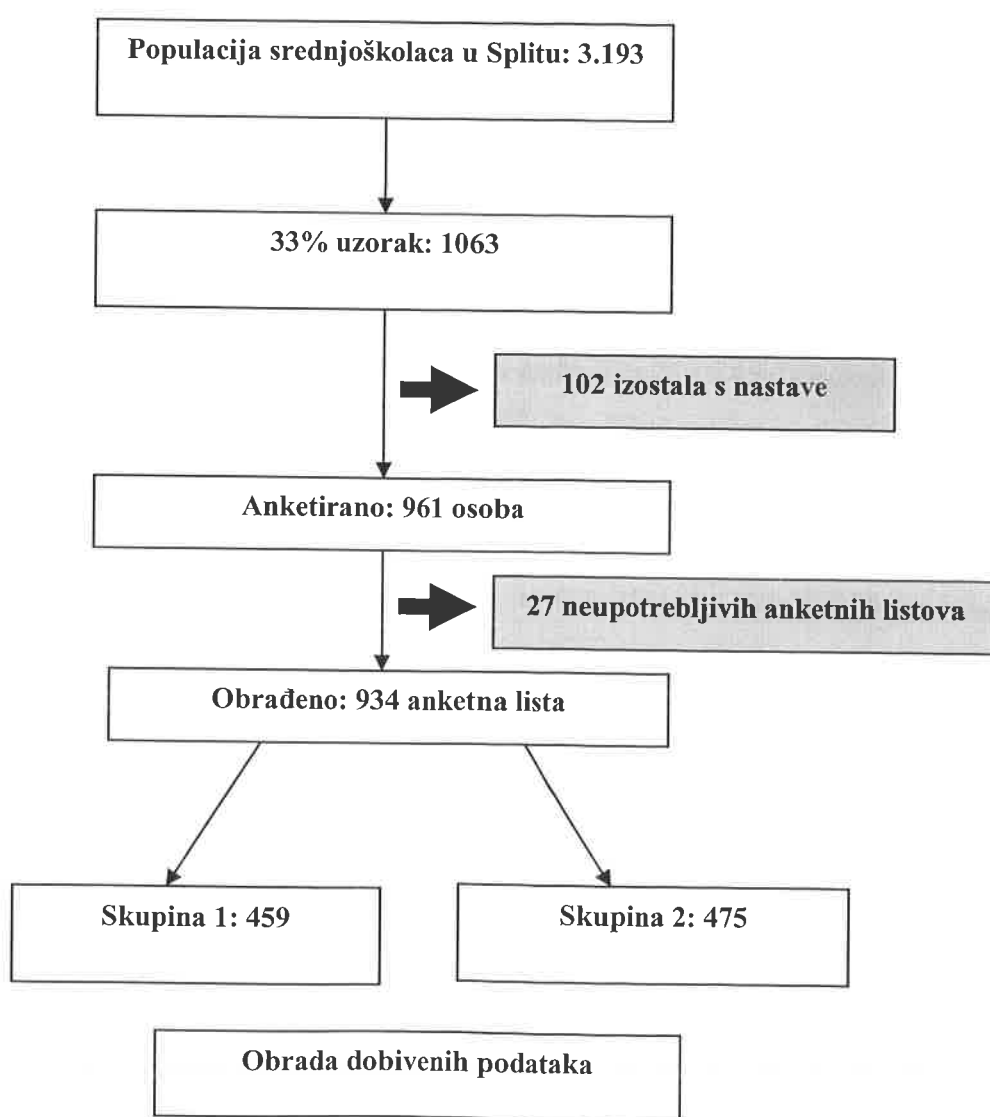 Populacija srednjoškolaca u Splitu: 3.193
33% uzorak: 1063
102 izostala s nastave
Anketirano: 961 osoba
27 neupotrebljivih anketnih listova
Obrađeno: 934 anketna lista
Skupina 1: 459
Skupina 2: 475
Obrada dobivenih podataka